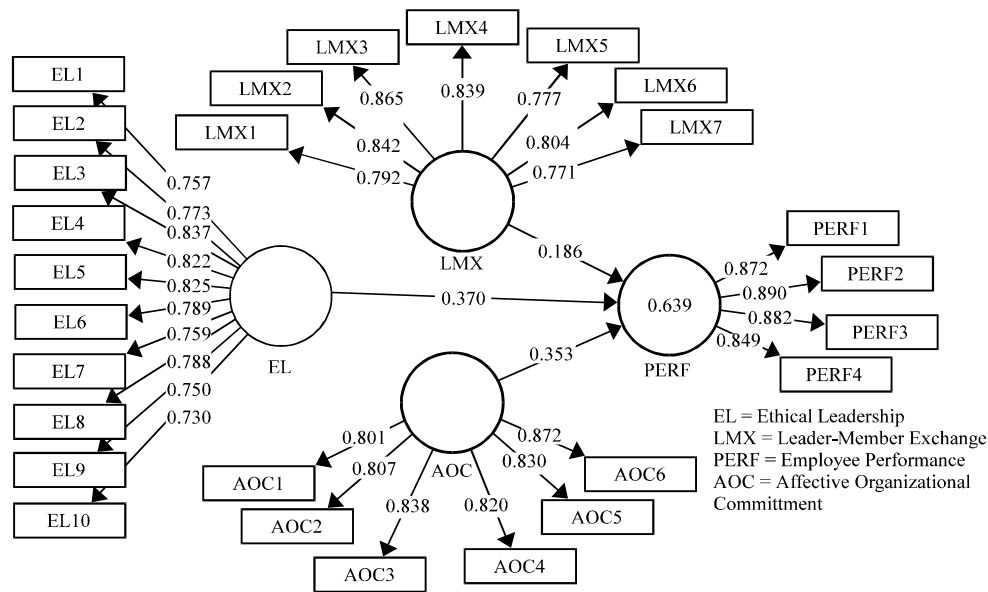 EL1
EL2
EL3
EL4
EL5
EL6
EL7
EL8
EL9
EL10
0.757
0.773
0.837
0.822
0.825
0.789
0.759
0.788
0.750
0.730
EL
LMX1
LMX2
LMX3
LMX4
LMX5
LMX6
LMX7
0.792
0.842
0.865
0.839
0.777
0.804
0.771
LMX
0.186
0.370
0.353
0.639
PERF
0.872
0.890
0.882
0.849
PERF1
PERF2
PERF3
PERF4
AOC
0.801
0.807
0.838
0.820
0.830
0.872
AOC1
AOC2
AOC3
AOC4
AOC5
AOC6
EL = Ethical Leadership
LMX = Leader-Member Exchange
PERF = Employee Performance
AOC = Affective Organizational
Committment